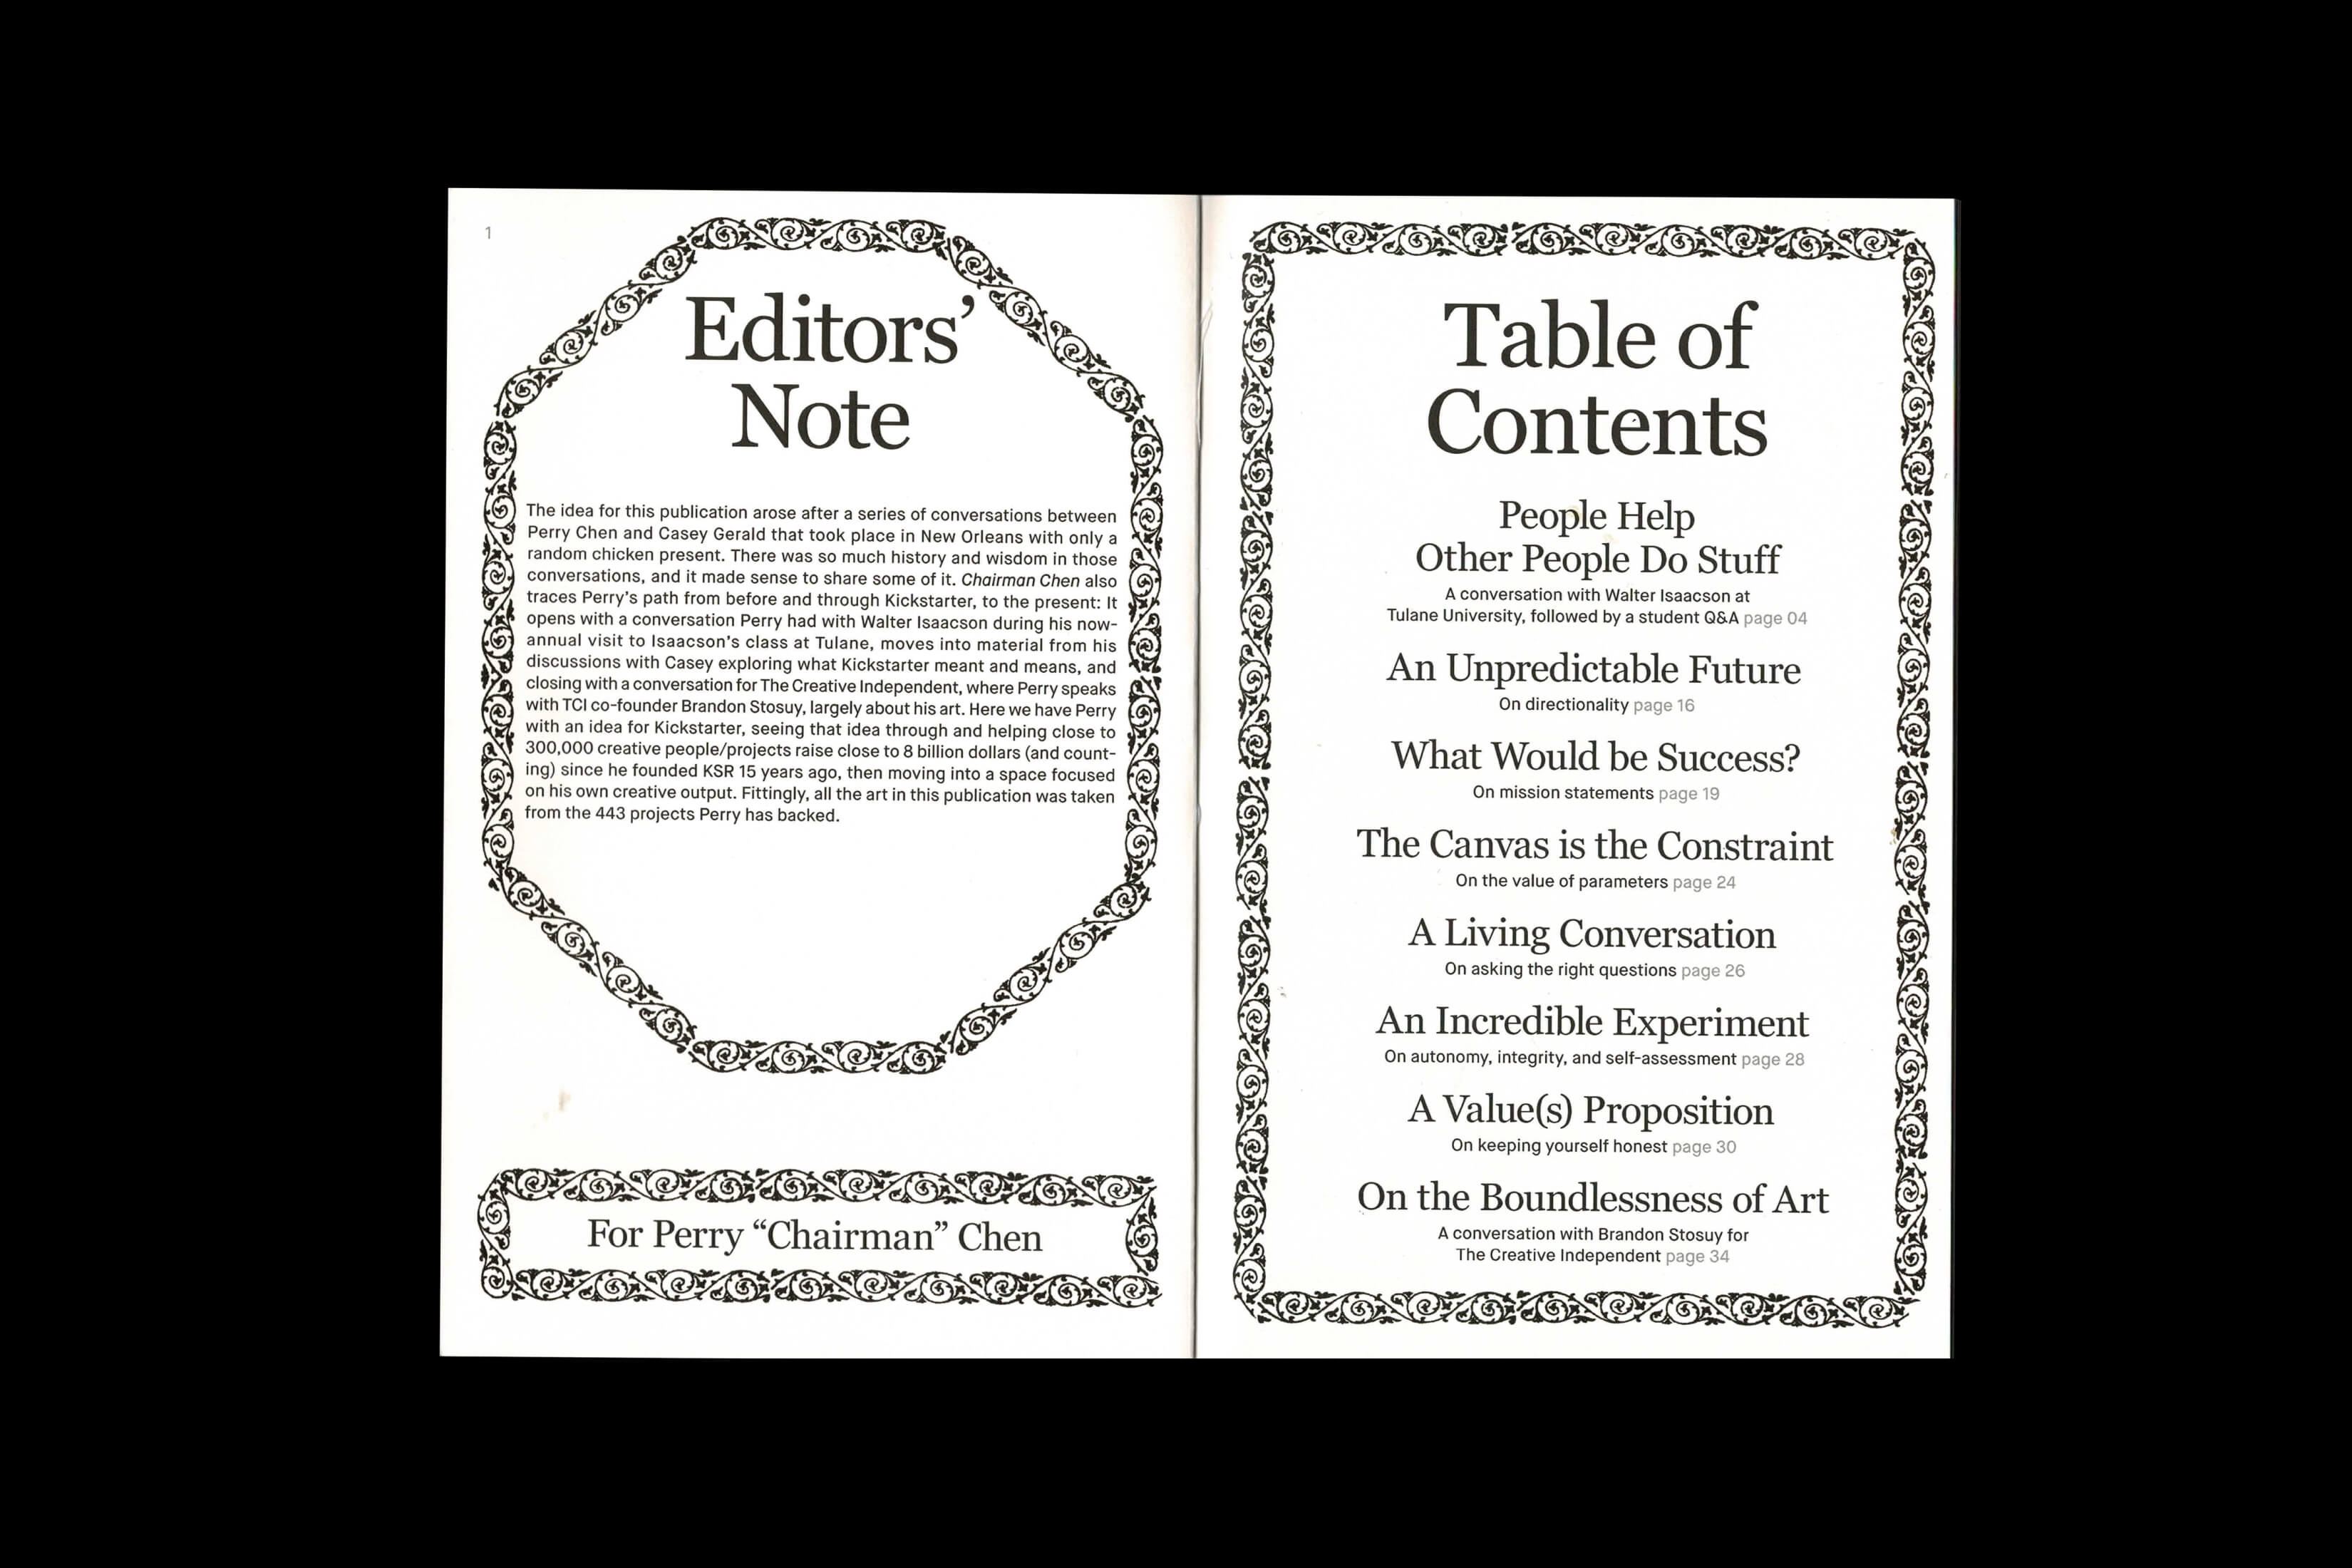 1
Editors’
Note
The idea for this publication arose after a series of conversations between
Perry Chen and Casey Gerald that took place in New Orleans with only a
random chicken present. There was so much history and wisdom in those
conversations, and it made sense to share some of it. Chairman Chen also
traces Perry’s path from before and through Kickstarter, to the present: It
opens with a conversation Perry had with Walter Isaacson during his now-
annual visit to Isaacson’s class at Tulane, moves into material from his
discussions with Casey exploring what Kickstarter meant and means, and
closing with a conversation for The Creative Independent, where Perry speaks
with TCI co-founder Brandon Stosuy, largely about his art. Here we have Perry
with an idea for Kickstarter, seeing that idea through and helping close to
300,000 creative people/projects raise close to 8 billion dollars (and count-
ing) since he founded KSR 15 years ago, then moving into a space focused
on his own creative output. Fittingly, all the art in this publication was taken
from the 443 projects Perry has backed.
For Perry “Chairman” Chen
Table of
Contents
People Help
Other People Do Stuff
A conversation with Walter Isaacson at
Tulane University, followed by a student Q&A page 04
An Unpredictable Future
On directionality page 16
What Would be Success?
On mission statements page 19
The Canvas is the Constraint
On the value of parameters page 24
A Living Conversation
On asking the right questions page 26
An Incredible Experiment
On autonomy, integrity, and self-assessment page 28
A Value(s) Proposition
On keeping yourself honest page 30
On the Boundlessness of Art
A conversation with Brandon Stosuy for
The Creative Independent page 34